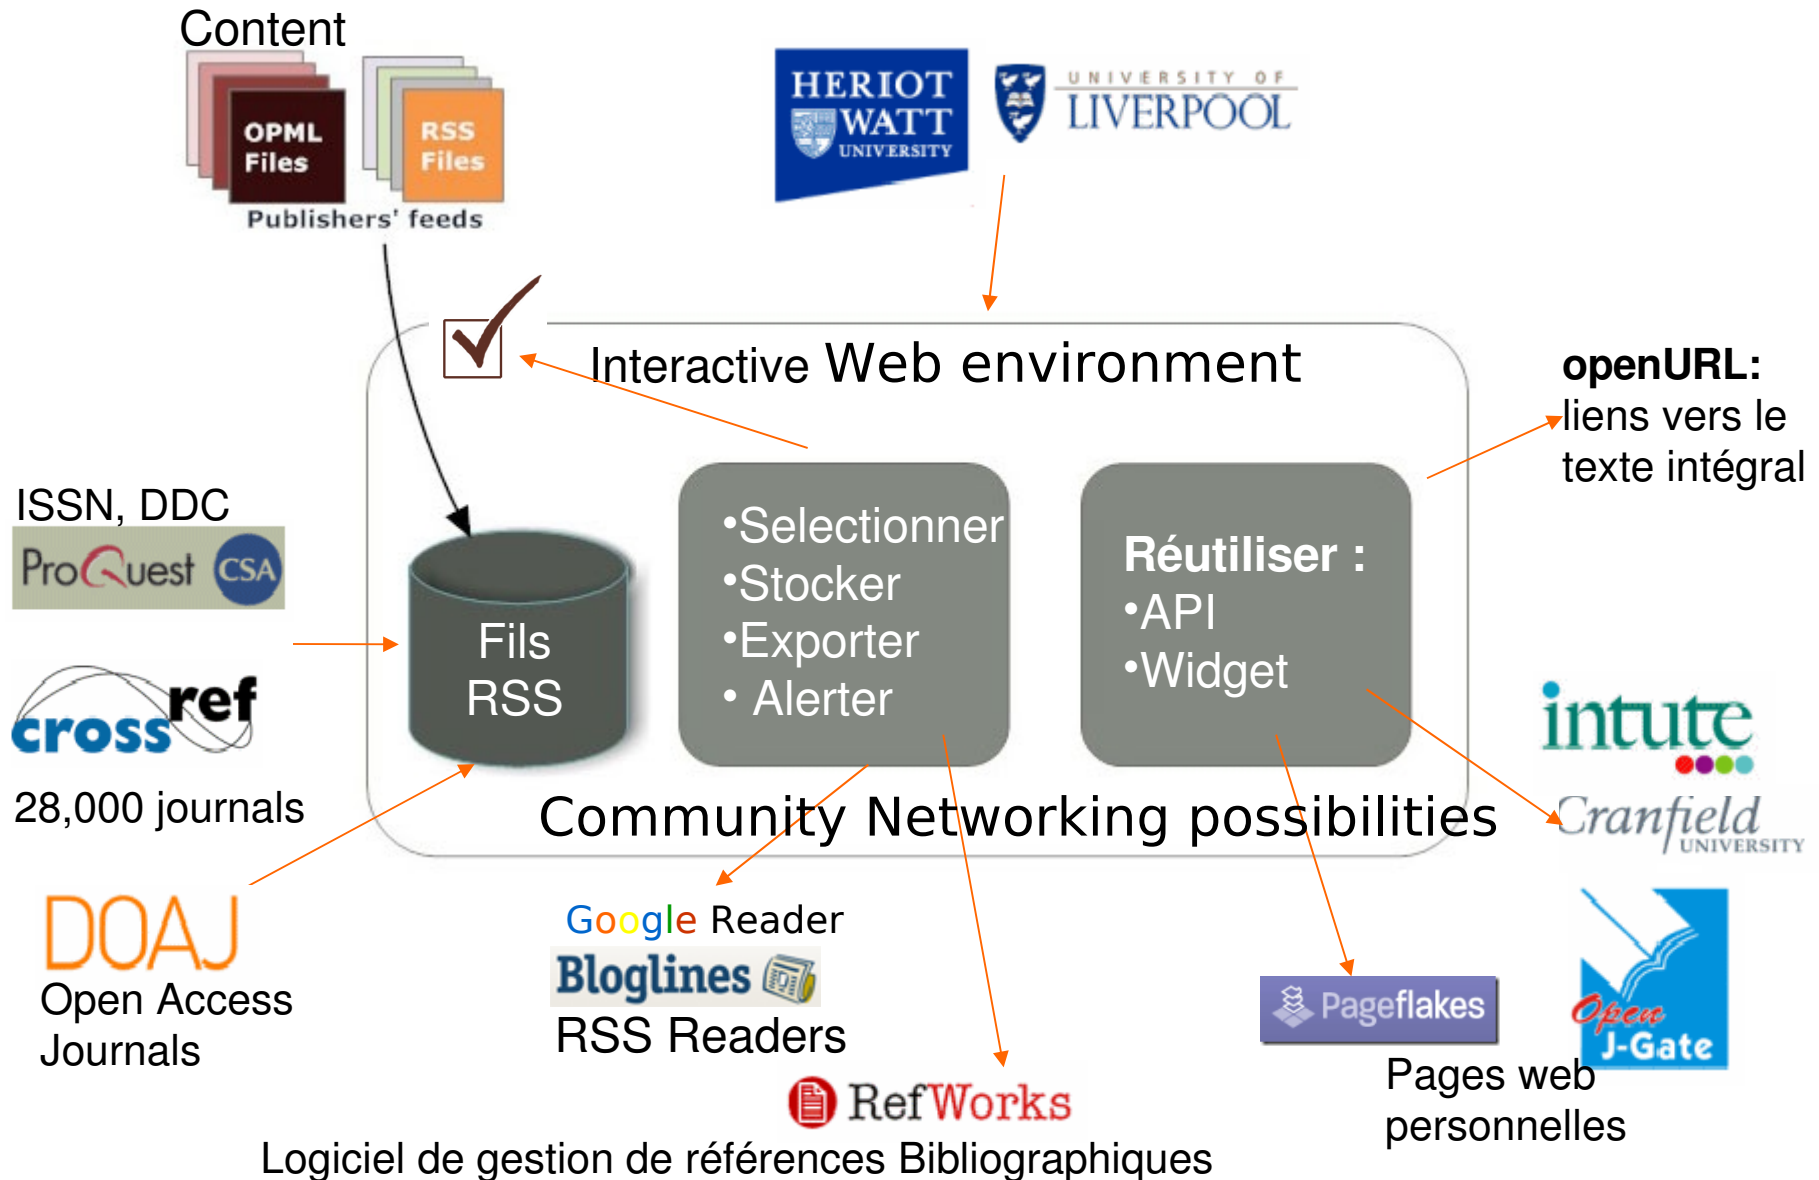 Content
OPML
Files
RSS
Files
Publishers' feeds
HERIOT
WATT
UNIVERSITY
UNIVERSITY OF
LIVERPOOL
Interactive Web environment
openURL:
liens vers le
texte intégral
ISSN, DDC
ProQuest CSA
crossref
28,000 journals
Fils
RSS
•Selectionner
•Stocker
•Exporter
• Alerter
Réutiliser :
•API
•Widget
Community Networking possibilities
intute
Cranfield
UNIVERSITY
DOAJ
Open Access
Journals
Google Reader
Bloglines
RSS Readers
RefWorks
Logiciel de gestion de références Bibliographiques
Pageflakes
Open
J-Gate
Pages web
personnelles